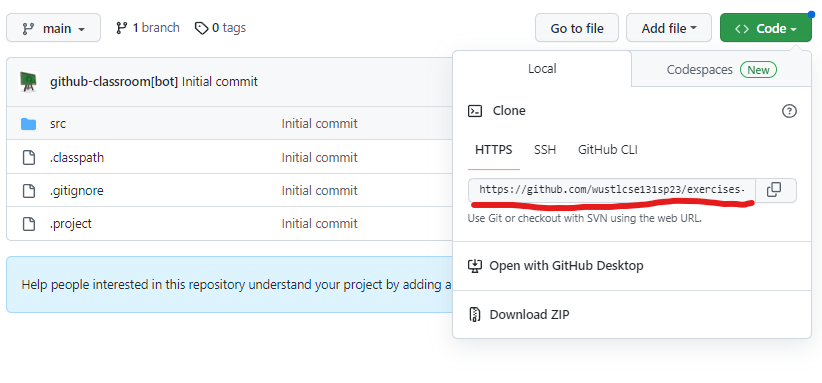 main 1 branch 0 tags Go to file Add file Code
github-classroom[bot] Initial commit
src Initial commit
.classpath Initial commit
.gitignore Initial commit
.project Initial commit
Help people interested in this repository understand your project by adding a
Local Codespaces New
Clone
HTTPS SSH GitHub CLI
https://github.com/wustlcse131sp23/exercises-
Use Git or checkout with SVN using the web URL.
Open with GitHub Desktop
Download ZIP